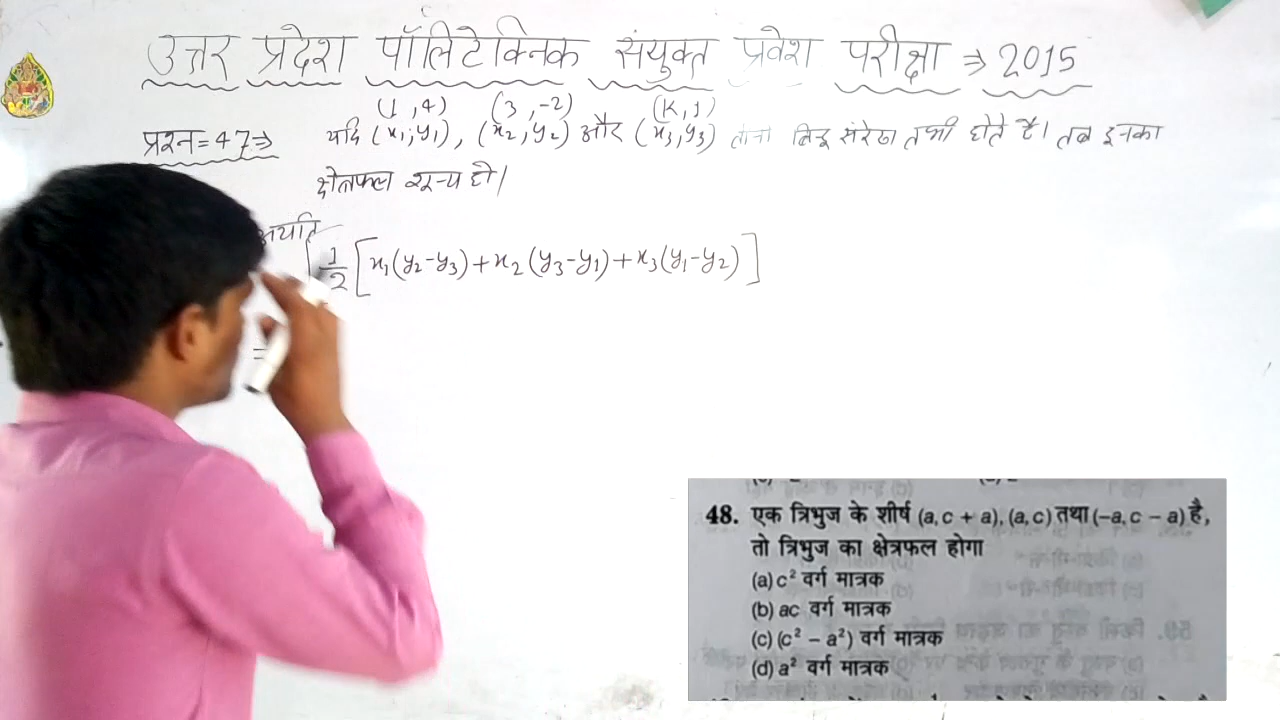 उत्तर प्रदेश पॉलिटेक्निक संयुक्त प्रवेश परीक्षा ⇒ 2015
(1, 4) (3, -2) (K, 1)
प्रश्न=47⇒ यदि (x₁, y₁), (x₂, y₂) और (x₃, y₃) तीनों बिन्दु संरेख तभी होते है। तब इनका
क्षेत्रफल शून्य हो।
अर्थात
[1/2 [x₁(y₂-y₃)+x₂(y₃-y₁)+x₃(y₁-y₂)]
=
48. एक त्रिभुज के शीर्ष (a, c + a), (a, c) तथा (–a, c – a) है,
तो त्रिभुज का क्षेत्रफल होगा
(a) c² वर्ग मात्रक
(b) ac वर्ग मात्रक
(c) (c² – a²) वर्ग मात्रक
(d) a² वर्ग मात्रक